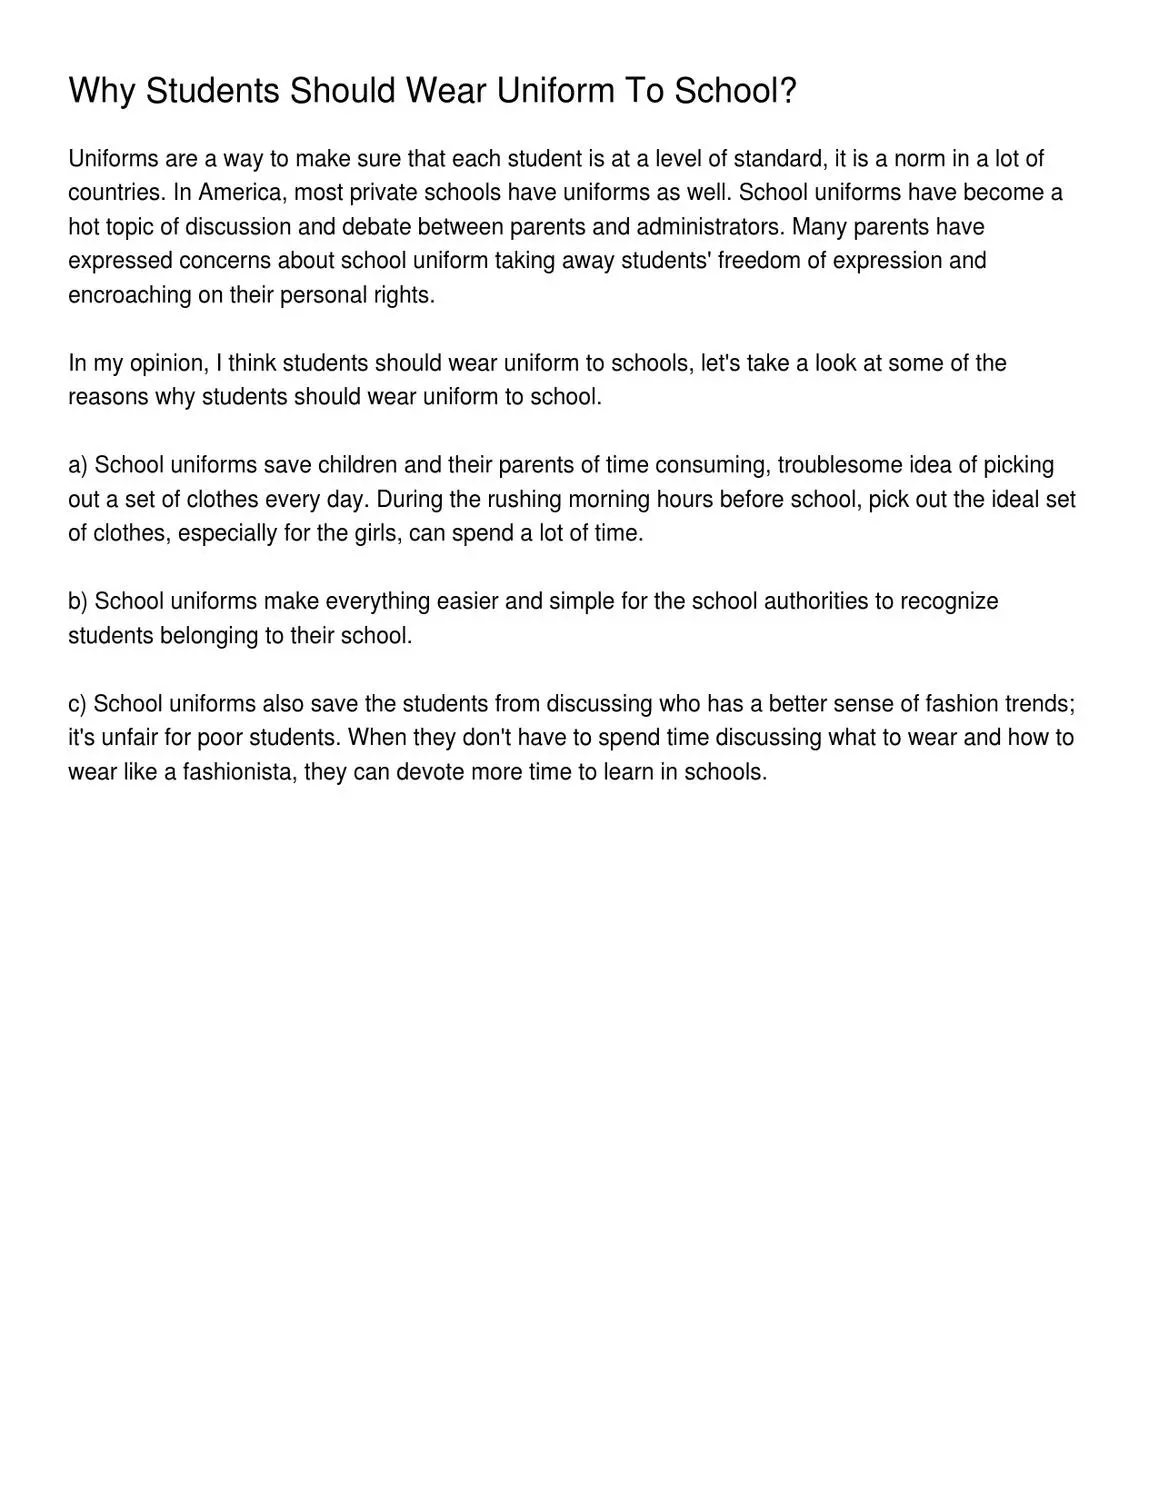 Why Students Should Wear Uniform To School?
Uniforms are a way to make sure that each student is at a level of standard, it is a norm in a lot of
countries. In America, most private schools have uniforms as well. School uniforms have become a
hot topic of discussion and debate between parents and administrators. Many parents have
expressed concerns about school uniform taking away students' freedom of expression and
encroaching on their personal rights.
In my opinion, I think students should wear uniform to schools, let's take a look at some of the
reasons why students should wear uniform to school.
a) School uniforms save children and their parents of time consuming, troublesome idea of picking
out a set of clothes every day. During the rushing morning hours before school, pick out the ideal set
of clothes, especially for the girls, can spend a lot of time.
b) School uniforms make everything easier and simple for the school authorities to recognize
students belonging to their school.
c) School uniforms also save the students from discussing who has a better sense of fashion trends;
it's unfair for poor students. When they don't have to spend time discussing what to wear and how to
wear like a fashionista, they can devote more time to learn in schools.